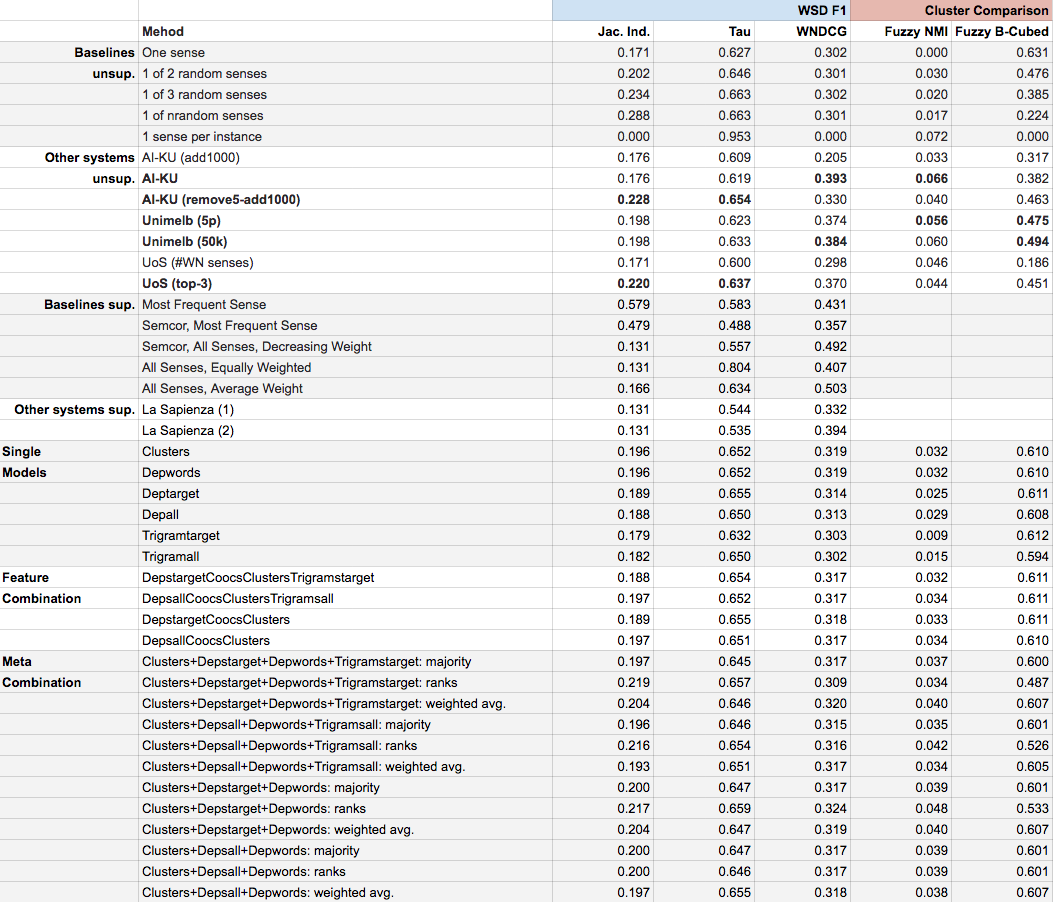 WSD F1 Cluster Comparison
Mehod Jac. Ind. Tau WNDCG Fuzzy NMI Fuzzy B-Cubed
Baselines One sense 0.171 0.627 0.302 0.000 0.631
unsup. 1 of 2 random senses 0.202 0.646 0.301 0.030 0.476
1 of 3 random senses 0.234 0.663 0.302 0.020 0.385
1 of nrandom senses 0.288 0.663 0.301 0.017 0.224
1 sense per instance 0.000 0.953 0.000 0.072 0.000
Other systems AI-KU (add1000) 0.176 0.609 0.205 0.033 0.317
unsup. AI-KU 0.176 0.619 0.393 0.066 0.382
AI-KU (remove5-add1000) 0.228 0.654 0.330 0.040 0.463
Unimelb (5p) 0.198 0.623 0.374 0.056 0.475
Unimelb (50k) 0.198 0.633 0.384 0.060 0.494
UoS (#WN senses) 0.171 0.600 0.298 0.046 0.186
UoS (top-3) 0.220 0.637 0.370 0.044 0.451
Baselines sup. Most Frequent Sense 0.579 0.583 0.431
Semcor, Most Frequent Sense 0.479 0.488 0.357
Semcor, All Senses, Decreasing Weight 0.131 0.557 0.492
All Senses, Equally Weighted 0.131 0.804 0.407
All Senses, Average Weight 0.166 0.634 0.503
Other systems sup. La Sapienza (1) 0.131 0.544 0.332
La Sapienza (2) 0.131 0.535 0.394
Single Clusters 0.196 0.652 0.319 0.032 0.610
Models Depwords 0.196 0.652 0.319 0.032 0.610
Deptarget 0.189 0.655 0.314 0.025 0.611
Depall 0.188 0.650 0.313 0.029 0.608
Trigramtarget 0.179 0.632 0.303 0.009 0.612
Trigramall 0.182 0.650 0.302 0.015 0.594
Feature DepstargetCoocsClustersTrigramstarget 0.188 0.654 0.317 0.032 0.611
Combination DepsallCoocsClustersTrigramsall 0.197 0.652 0.317 0.034 0.611
DepstargetCoocsClusters 0.189 0.655 0.318 0.033 0.611
DepsallCoocsClusters 0.197 0.651 0.317 0.034 0.610
Meta Clusters+Depstarget+Depwords+Trigramstarget: majority 0.197 0.645 0.317 0.037 0.600
Combination Clusters+Depstarget+Depwords+Trigramstarget: ranks 0.219 0.657 0.309 0.034 0.487
Clusters+Depstarget+Depwords+Trigramstarget: weighted avg. 0.204 0.646 0.320 0.040 0.607
Clusters+Depsall+Depwords+Trigramsall: majority 0.196 0.646 0.315 0.035 0.601
Clusters+Depsall+Depwords+Trigramsall: ranks 0.216 0.654 0.316 0.042 0.526
Clusters+Depsall+Depwords+Trigramsall: weighted avg. 0.193 0.651 0.317 0.034 0.605
Clusters+Depstarget+Depwords: majority 0.200 0.647 0.317 0.039 0.601
Clusters+Depstarget+Depwords: ranks 0.217 0.659 0.324 0.048 0.533
Clusters+Depstarget+Depwords: weighted avg. 0.204 0.647 0.319 0.040 0.607
Clusters+Depsall+Depwords: majority 0.200 0.647 0.317 0.039 0.601
Clusters+Depsall+Depwords: ranks 0.200 0.646 0.317 0.039 0.601
Clusters+Depsall+Depwords: weighted avg. 0.197 0.655 0.318 0.038 0.607